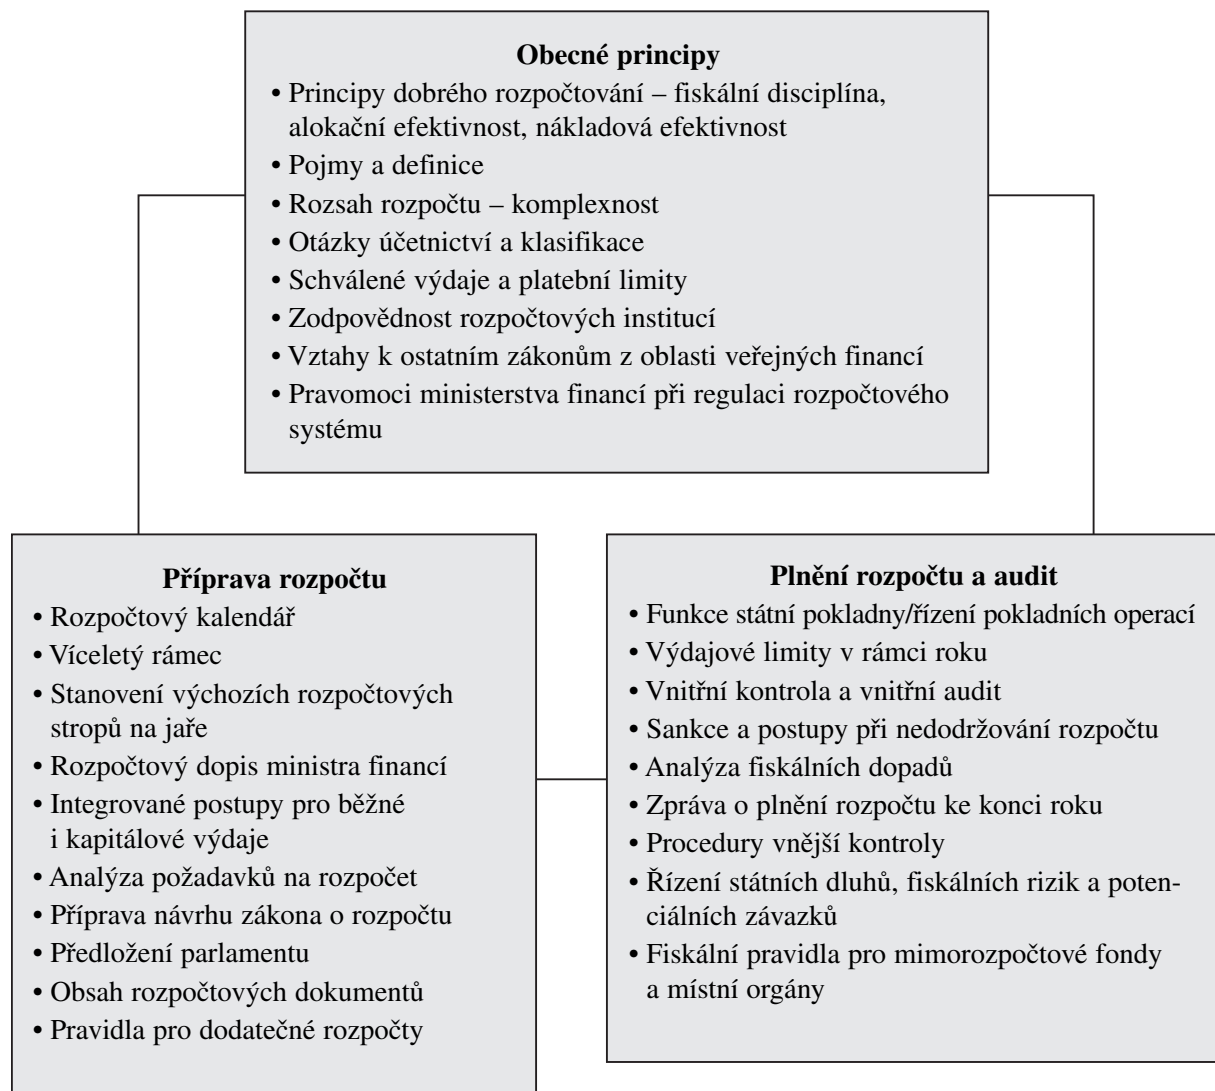 Obecné principy
• Principy dobrého rozpočtování – fiskální disciplína,
alokační efektivnost, nákladová efektivnost
• Pojmy a definice
• Rozsah rozpočtu – komplexnost
• Otázky účetnictví a klasifikace
• Schválené výdaje a platební limity
• Zodpovědnost rozpočtových institucí
• Vztahy k ostatním zákonům z oblasti veřejných financí
• Pravomoci ministerstva financí při regulaci rozpočtového
systému
Příprava rozpočtu
• Rozpočtový kalendář
• Víceletý rámec
• Stanovení výchozích rozpočtových
stropů na jaře
• Rozpočtový dopis ministra financí
• Integrované postupy pro běžné
i kapitálové výdaje
• Analýza požadavků na rozpočet
• Příprava návrhu zákona o rozpočtu
• Předložení parlamentu
• Obsah rozpočtových dokumentů
• Pravidla pro dodatečné rozpočty
Plnění rozpočtu a audit
• Funkce státní pokladny/řízení pokladních operací
• Výdajové limity v rámci roku
• Vnitřní kontrola a vnitřní audit
• Sankce a postupy při nedodržování rozpočtu
• Analýza fiskálních dopadů
• Zpráva o plnění rozpočtu ke konci roku
• Procedury vnější kontroly
• Řízení státních dluhů, fiskálních rizik a poten-
ciálních závazků
• Fiskální pravidla pro mimorozpočtové fondy
a místní orgány